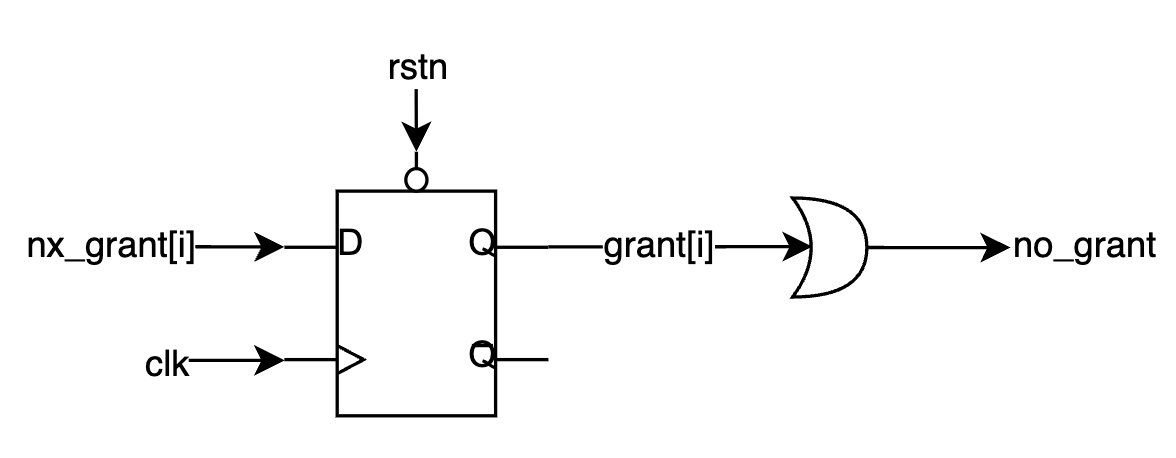 rstn
nx_grant[i]
D
Q
grant[i]
no_grant
clk
Q̅